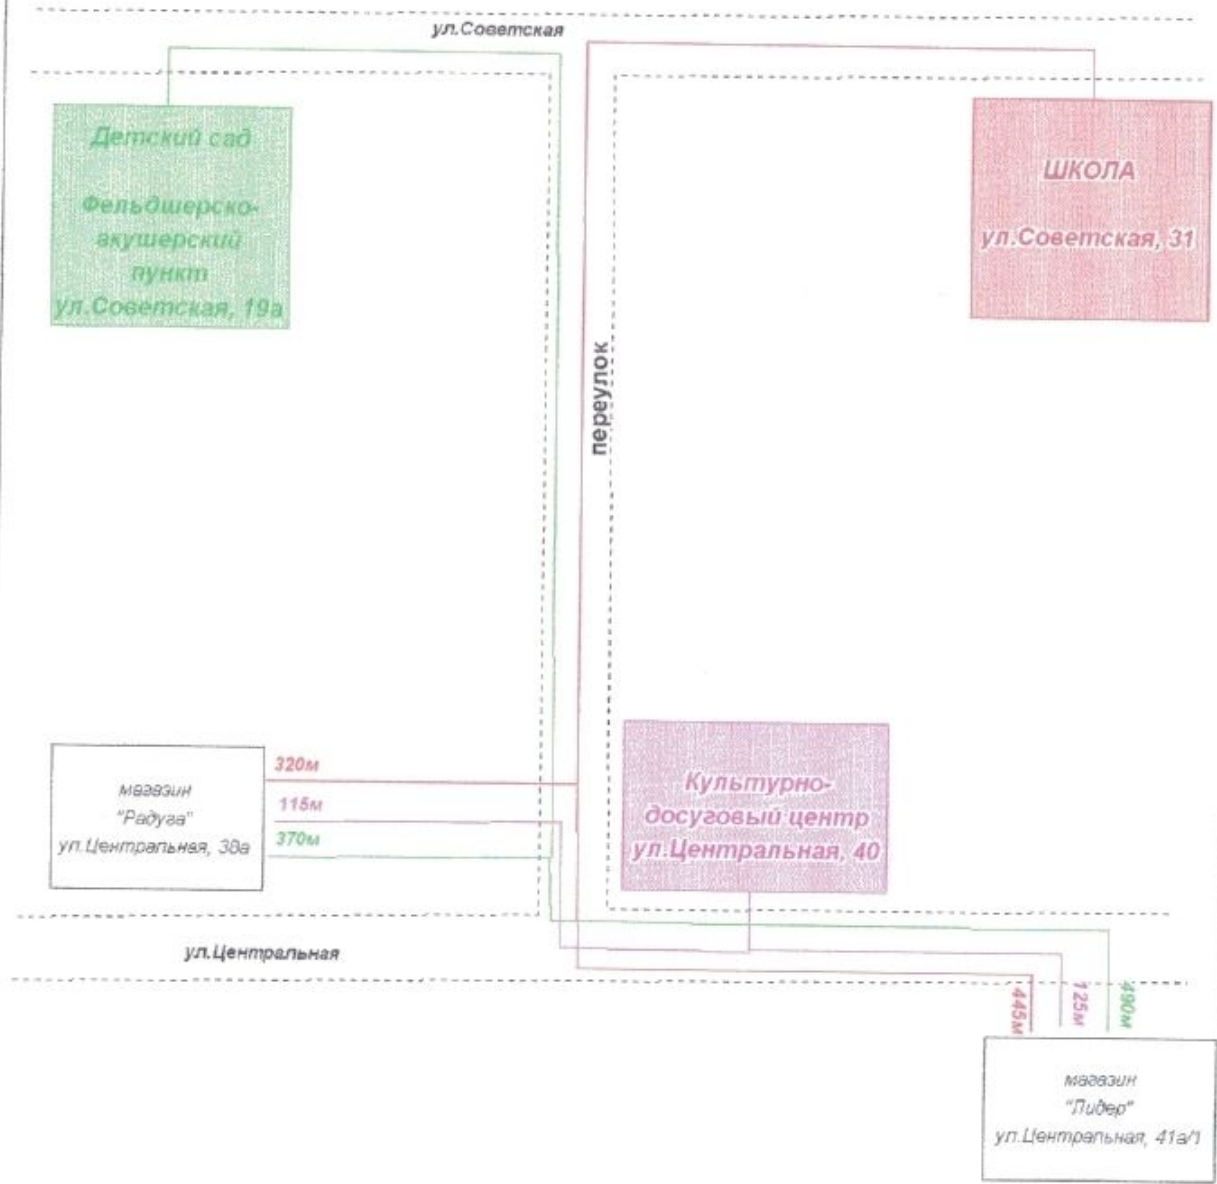 ул.Советская
Детский сад
Фельдшерско-
акушерский
пункт
ул.Советская, 19а
ШКОЛА
ул.Советская, 31
переулок
магазин
"Радуга"
ул.Центральная, 38а
320м
115м
370м
Культурно-
досуговый центр
ул.Центральная, 40
ул.Центральная
445м
125м
490м
магазин
"Лидер"
ул.Центральная, 41а/1